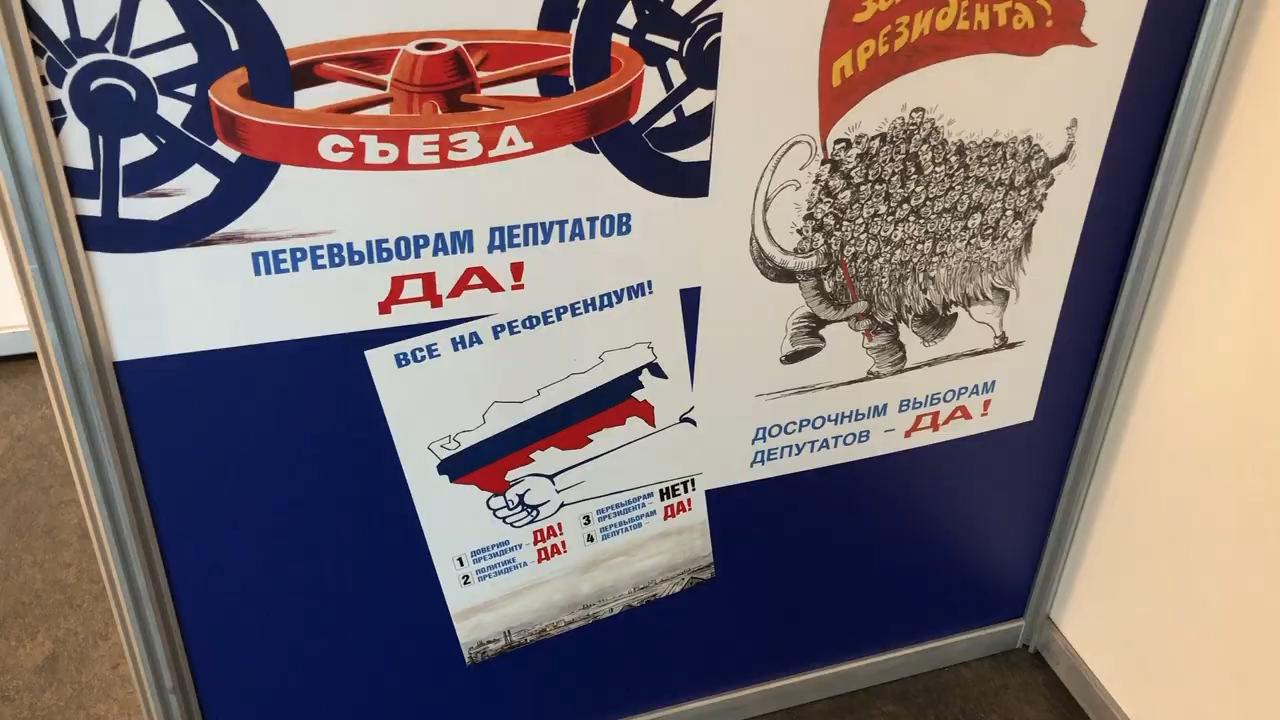 СЪЕЗД
ПЕРЕВЫБОРАМ ДЕПУТАТОВ
ДА!
ПРЕЗИДЕНТА!
ДОСРОЧНЫМ ВЫБОРАМ
ДЕПУТАТОВ – ДА!
ВСЕ НА РЕФЕРЕНДУМ!
1 ДОВЕРИЮ
ПРЕЗИДЕНТУ – ДА!
2 ПОЛИТИКЕ
ПРЕЗИДЕНТА – ДА!
3 ПЕРЕВЫБОРАМ
ПРЕЗИДЕНТА – НЕТ!
4 ПЕРЕВЫБОРАМ
ДЕПУТАТОВ – ДА!